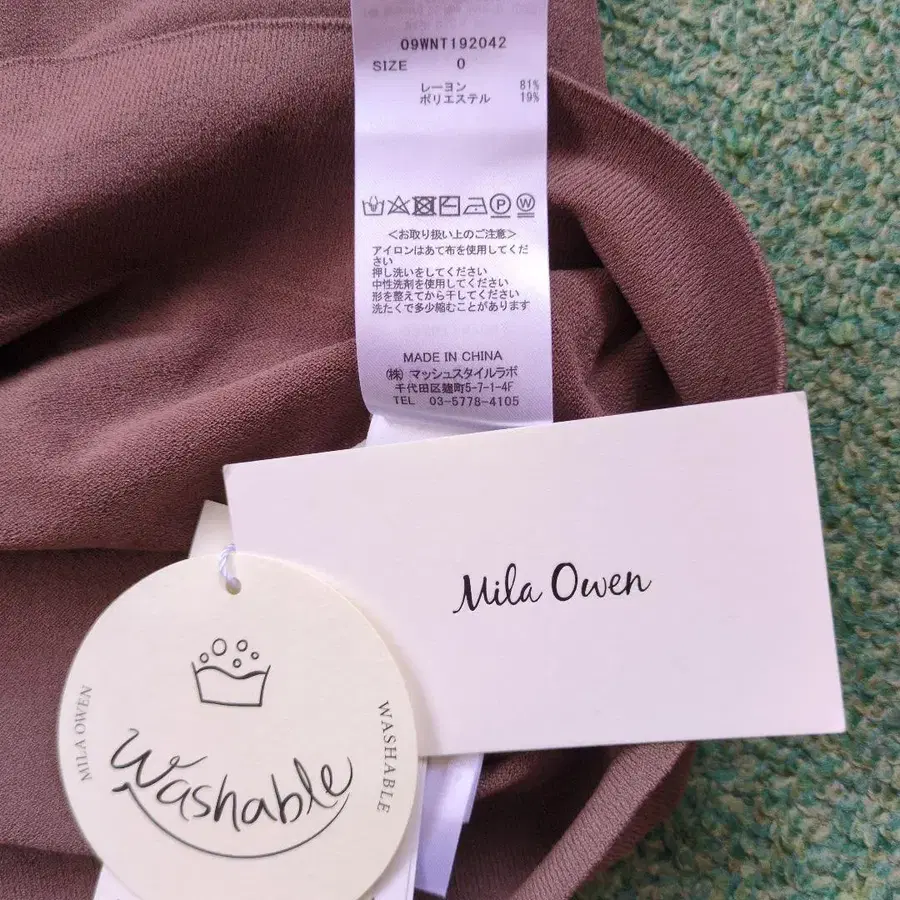 09WNT192042
SIZE 0
レーヨン 81%
ポリエステル 19%
P W
<お取り扱い上のご注意>
アイロンはあて布を使用してくだ
さい
押し洗いをしてください
中性洗剤を使用してください
形を整えてから干してください
洗たくで多少縮むことがあります
MADE IN CHINA
(株) マッシュスタイルラボ
千代田区麹町5-7-1-4F
TEL 03-5778-4105
Mila Owen
MILA OWEN
Washable
WASHABLE